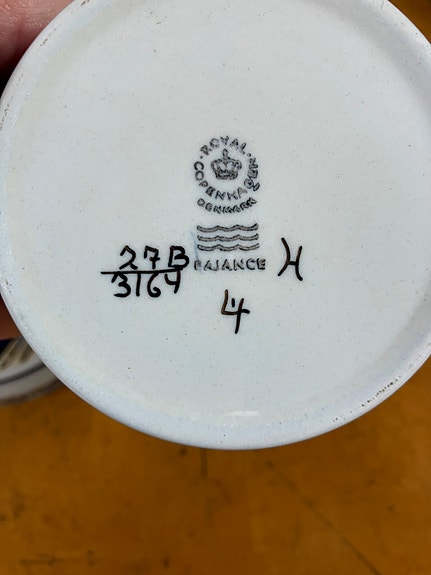 ROYAL COPENHAGEN
DENMARK
27B
3164
FAJANCE
H
4